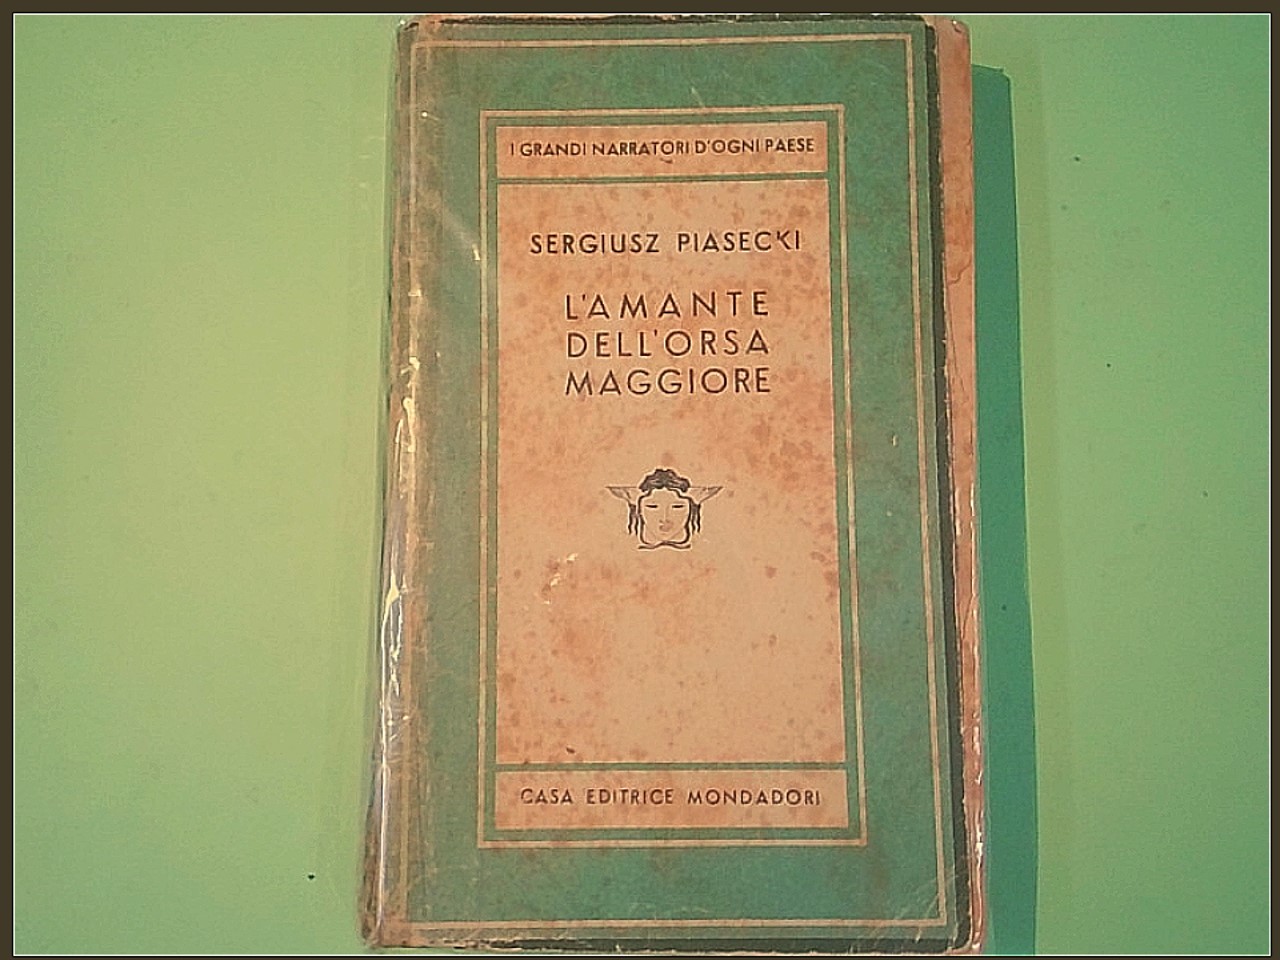 I GRANDI NARRATORI D'OGNI PAESE
SERGIUSZ PIASECKI
L'AMANTE
DELL'ORSA
MAGGIORE
CASA EDITRICE MONDADORI